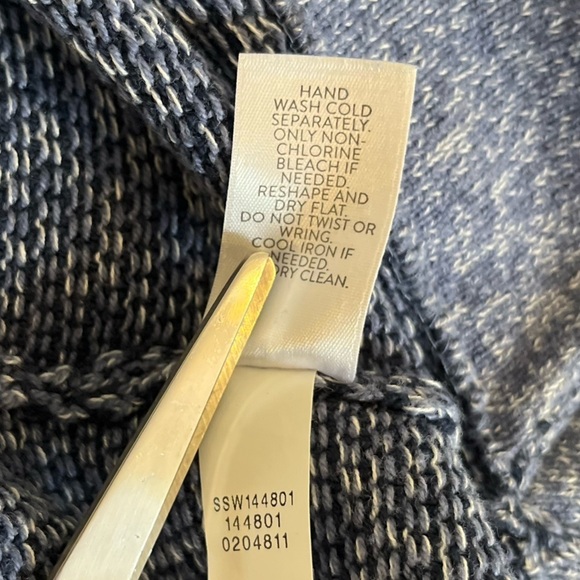 HAND
WASH COLD
SEPARATELY.
ONLY NON-
CHLORINE
BLEACH IF
NEEDED.
RESHAPE AND
DRY FLAT.
DO NOT TWIST OR
WRING.
COOL IRON IF
NEEDED.
DRY CLEAN.
SSW144801
144801
0204811